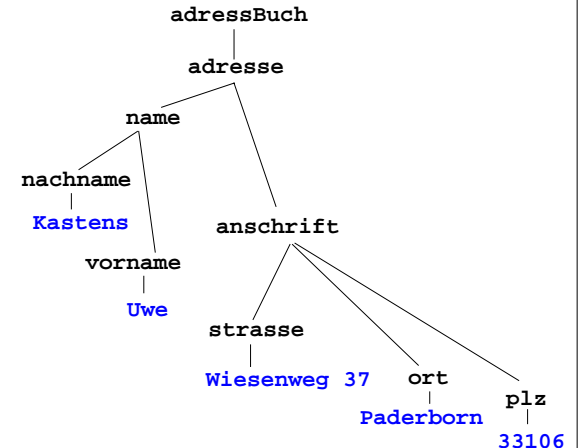 adressBuch
adresse
name
nachname
Kastens
anschrift
vorname
Uwe
strasse
Wiesenweg 37
ort
plz
Paderborn
33106